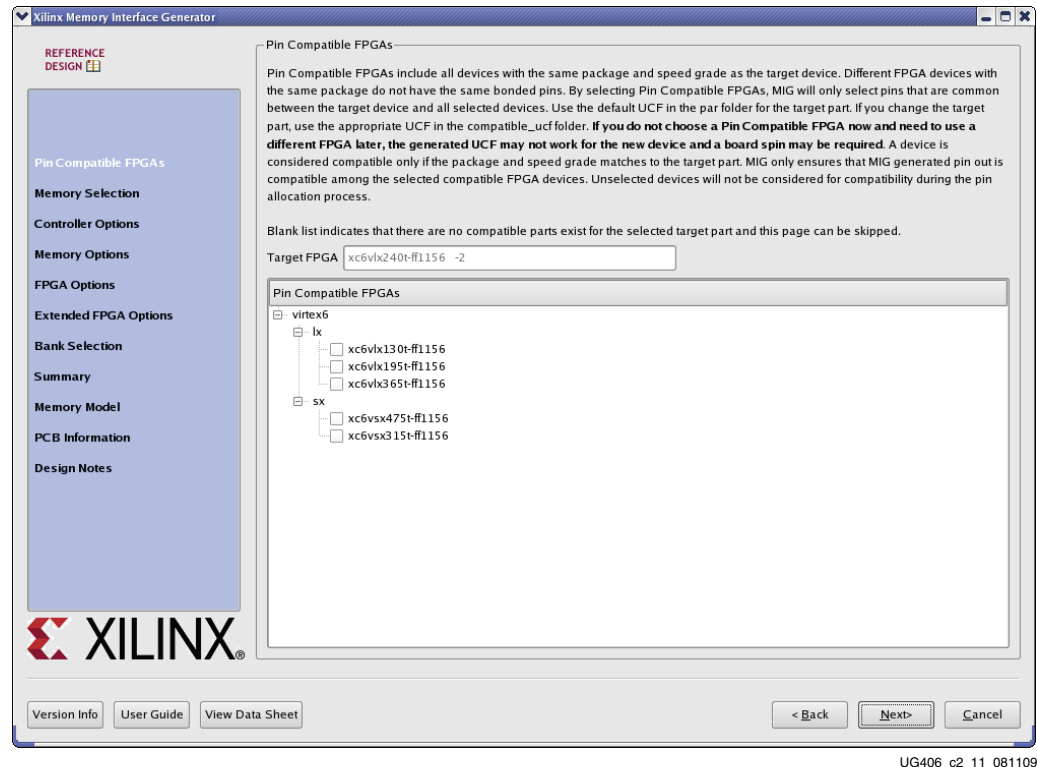 Xilinx Memory Interface Generator
REFERENCE
DESIGN
Pin Compatible FPGAs
Memory Selection
Controller Options
Memory Options
FPGA Options
Extended FPGA Options
Bank Selection
Summary
Memory Model
PCB Information
Design Notes
XILINX®
Pin Compatible FPGAs
Pin Compatible FPGAs include all devices with the same package and speed grade as the target device. Different FPGA devices with
the same package do not have the same bonded pins. By selecting Pin Compatible FPGAs, MIG will only select pins that are common
between the target device and all selected devices. Use the default UCF in the par folder for the target part. If you change the target
part, use the appropriate UCF in the compatible_ucf folder. If you do not choose a Pin Compatible FPGA now and need to use a
different FPGA later, the generated UCF may not work for the new device and a board spin may be required. A device is
considered compatible only if the package and speed grade matches to the target part. MIG only ensures that MIG generated pin out is
compatible among the selected compatible FPGA devices. Unselected devices will not be considered for compatibility during the pin
allocation process.
Blank list indicates that there are no compatible parts exist for the selected target part and this page can be skipped.
Target FPGA xc6vlx240t-ff1156 -2
Pin Compatible FPGAs
virtex6
lx
xc6vlx130t-ff1156
xc6vlx195t-ff1156
xc6vlx365t-ff1156
sx
xc6vsx475t-ff1156
xc6vsx315t-ff1156
Version Info User Guide View Data Sheet < Back Next> Cancel
UG406_c2_11_081109